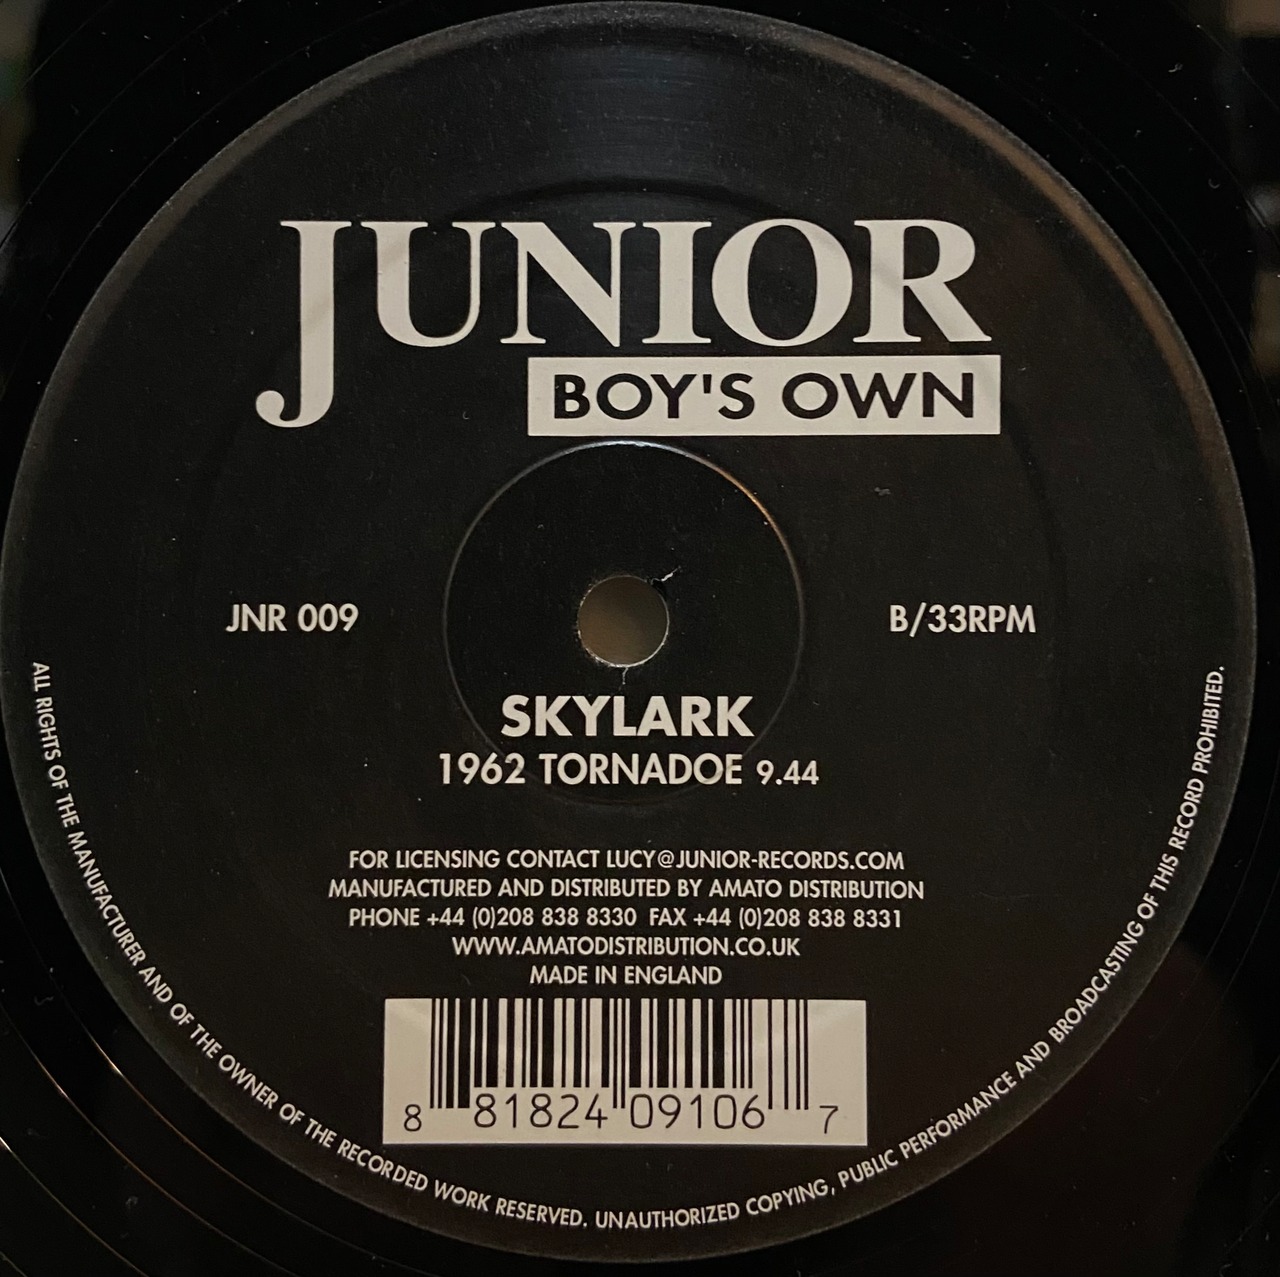 JUNIOR
BOY'S OWN
JNR 009
B/33RPM
SKYLARK
1962 TORNADOE 9.44
FOR LICENSING CONTACT LUCY@JUNIOR-RECORDS.COM
MANUFACTURED AND DISTRIBUTED BY AMATO DISTRIBUTION
PHONE +44 (0)208 838 8330 FAX +44 (0)208 838 8331
WWW.AMATODISTRIBUTION.CO.UK
MADE IN ENGLAND
8 81824 09106 7
ALL RIGHTS OF THE MANUFACTURER AND OF THE OWNER OF THE RECORDED WORK RESERVED. UNAUTHORIZED COPYING, PUBLIC PERFORMANCE AND BROADCASTING OF THIS RECORD PROHIBITED.